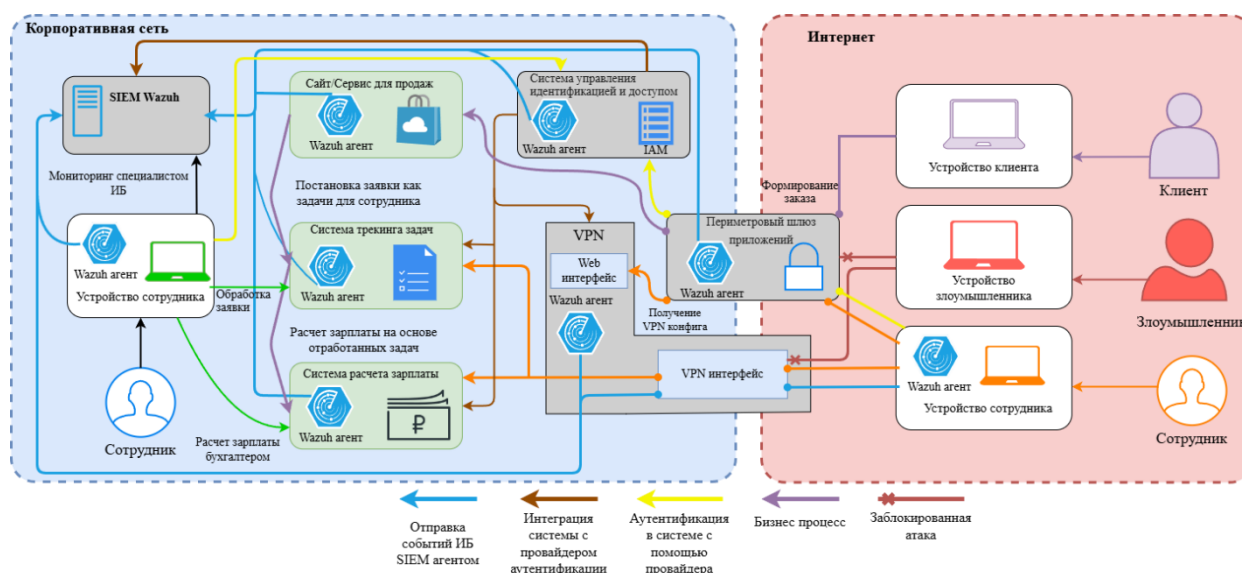 Корпоративная сеть
Интернет
SIEM Wazuh
Сайт/Сервис для продаж
Wazuh агент
Система управления
идентификацией и доступом
Wazuh агент
IAM
Устройство клиента
Клиент
Мониторинг специалистом
ИБ
Постановка заявки как
задачи для сотрудника
Формирование
заказа
Wazuh агент
Устройство сотрудника
Обработка
заявки
Система трекинга задач
Wazuh агент
VPN
Web
интерфейс
Wazuh агент
Периметровый шлюз
приложений
Wazuh агент
Получение
VPN конфига
Устройство
злоумышленника
Злоумышленник
Расчет зарплаты на основе
отработанных задач
Система расчета зарплаты
Wazuh агент
₽
VPN интерфейс
Wazuh агент
Устройство сотрудника
Сотрудник
Сотрудник
Расчет зарплаты
бухгалтером
Отправка
событий ИБ
SIEM агентом
Интеграция
системы с
провайдером
аутентификации
Аутентификация
в системе с
помощью
провайдера
Бизнес процесс
Заблокированная
атака